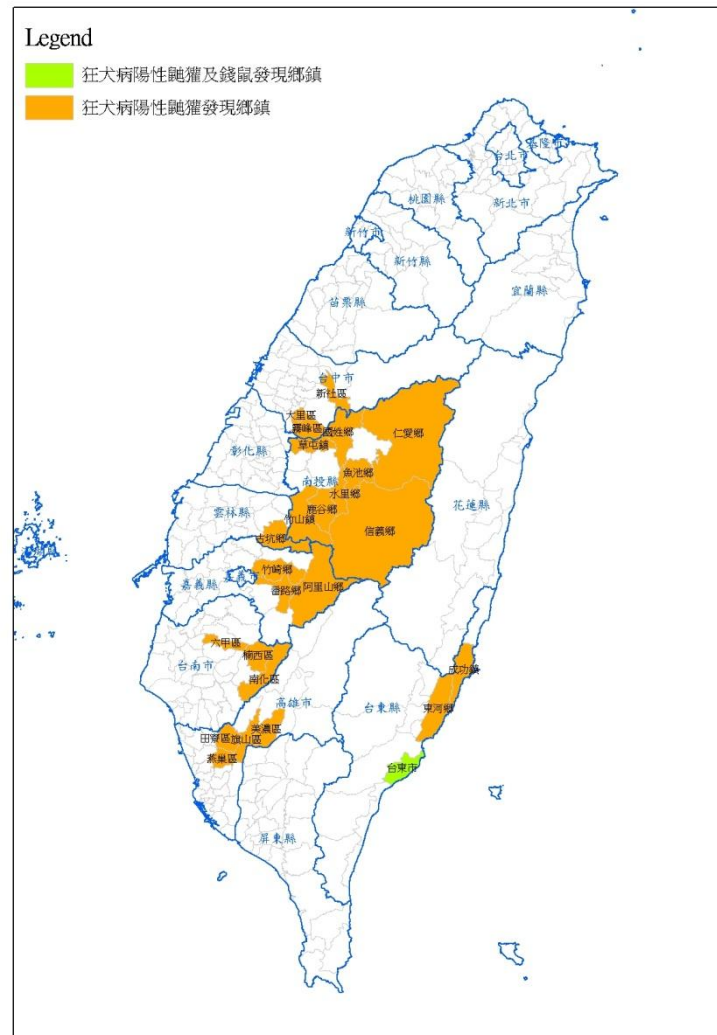 Legend
狂犬病陽性鼬獾及錢鼠發現鄉鎮
狂犬病陽性鼬獾發現鄉鎮
基隆市
台北市
新北市
桃園縣
新竹市
新竹縣
宜蘭縣
苗栗縣
台中市
新社區
大里區
霧峰區
國姓鄉
仁愛鄉
草屯鎮
彰化縣
魚池鄉
南投縣
水里鄉
花蓮縣
鹿谷鄉
雲林縣
竹山鎮
信義鄉
古坑鄉
竹崎鄉
嘉義市
嘉義縣
阿里山鄉
番路鄉
六甲區
楠西區
台南市
南化區
成功鎮
高雄市
台東縣
東河鄉
美濃區
田寮區
旗山區
燕巢區
台東市
屏東縣